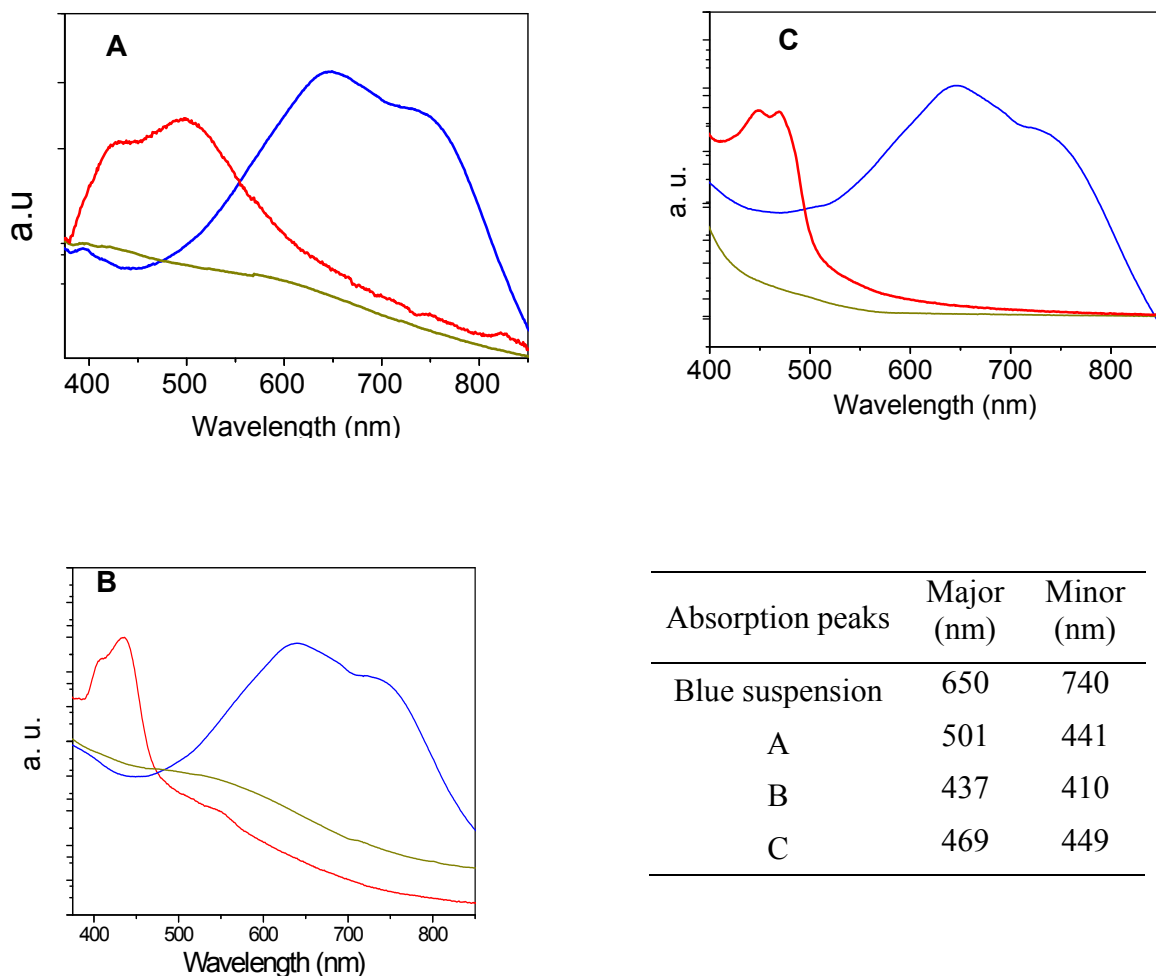 A
a.u
400 500 600 700 800
Wavelength (nm)
C
a. u.
400 500 600 700 800
Wavelength (nm)
B
a. u.
400 500 600 700 800
Wavelength (nm)
Absorption peaks Major (nm) Minor (nm)
Blue suspension 650 740
A 501 441
B 437 410
C 469 449